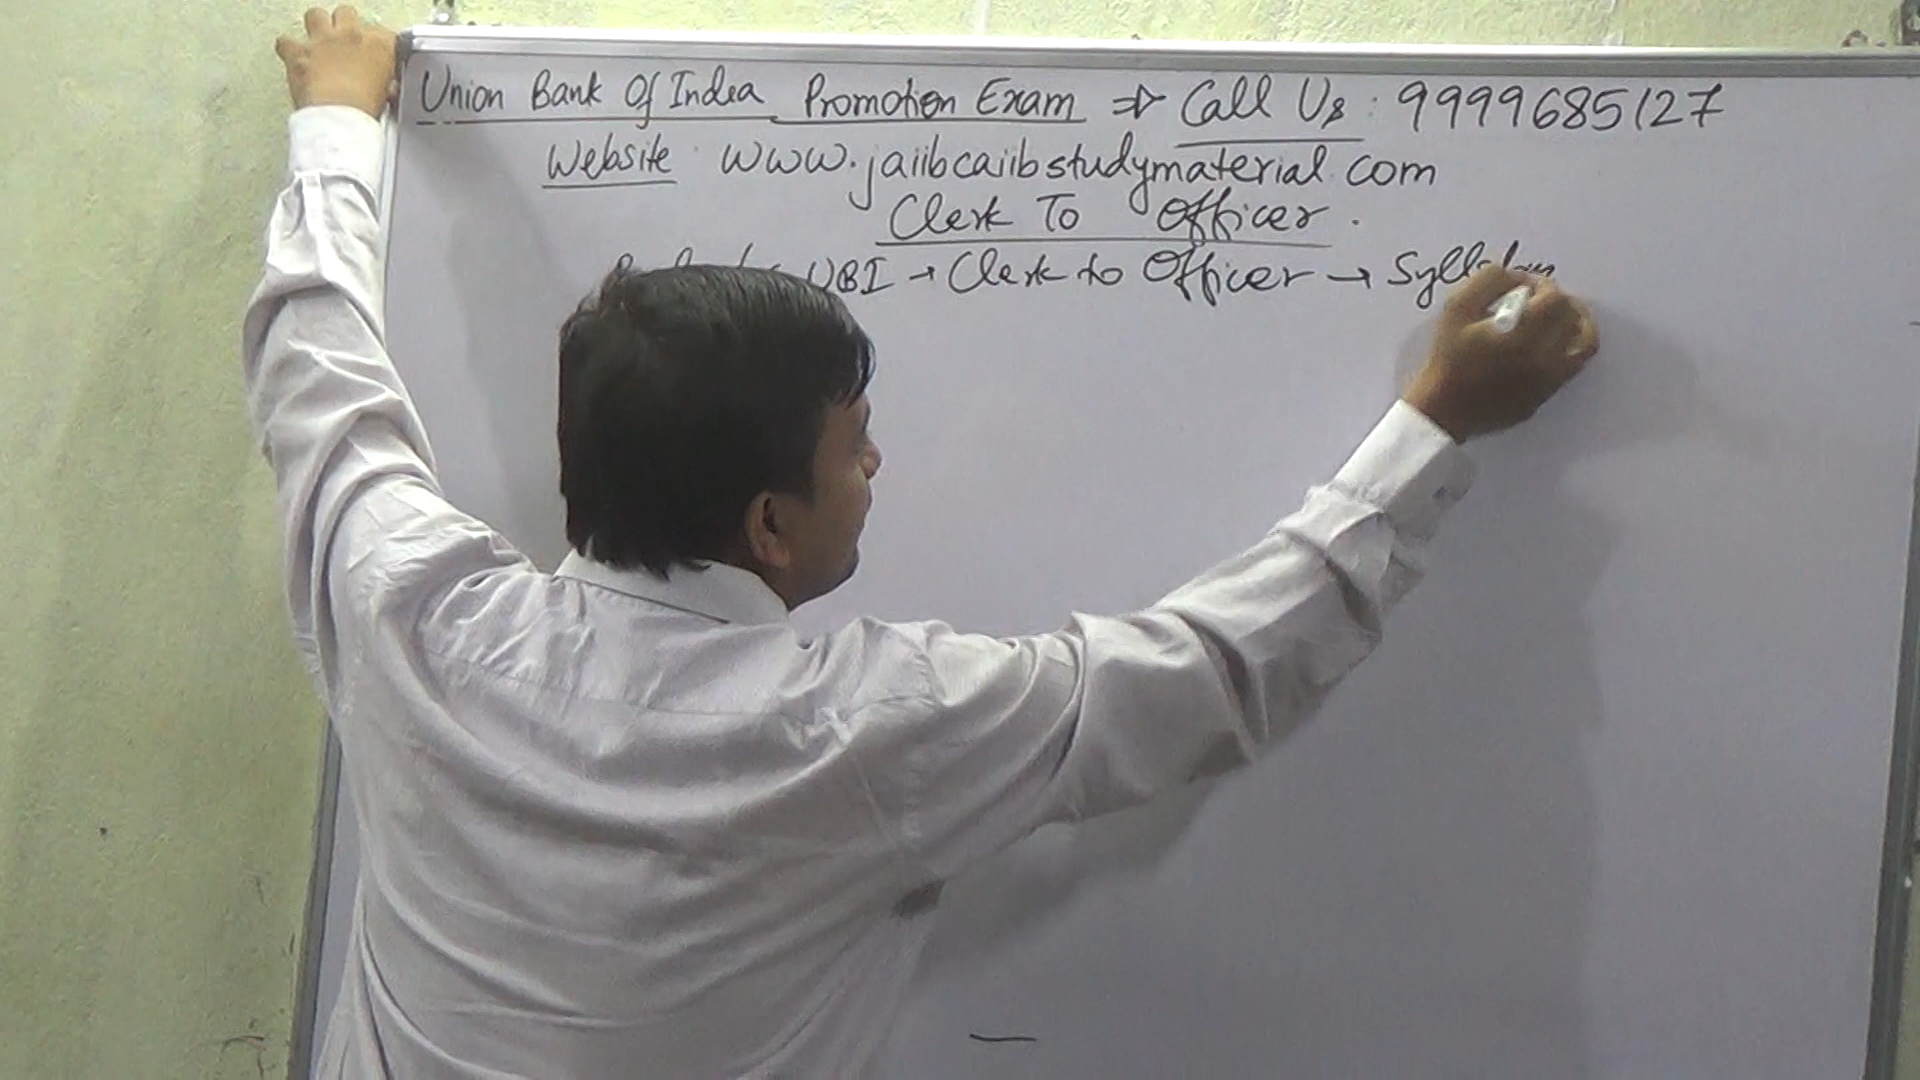 Union Bank Of India Promotion Exam ⇒ Call Us : 9999685127
Website : www.jaiibcaiibstudymaterial.com
Clerk To Officer.
UBI → Clerk to Officer → Syllabus